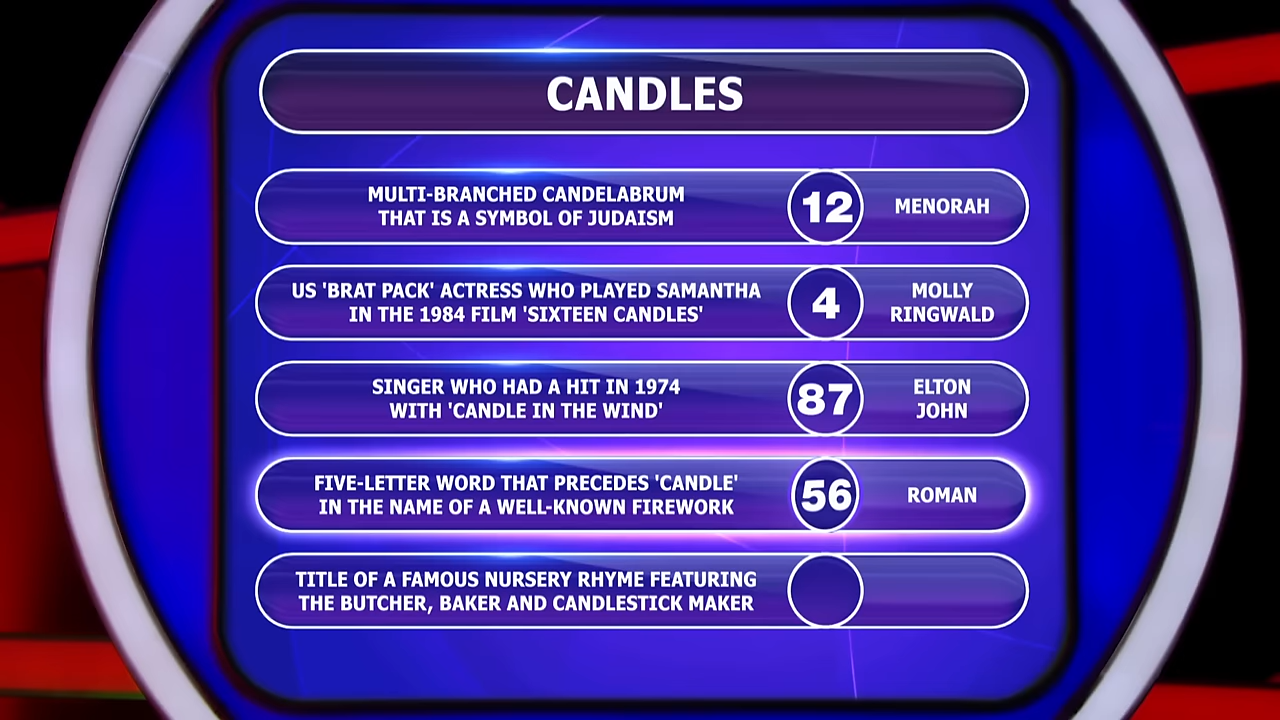 CANDLES
MULTI-BRANCHED CANDELABRUM
THAT IS A SYMBOL OF JUDAISM
12
MENORAH
US 'BRAT PACK' ACTRESS WHO PLAYED SAMANTHA
IN THE 1984 FILM 'SIXTEEN CANDLES'
4
MOLLY
RINGWALD
SINGER WHO HAD A HIT IN 1974
WITH 'CANDLE IN THE WIND'
87
ELTON
JOHN
FIVE-LETTER WORD THAT PRECEDES 'CANDLE'
IN THE NAME OF A WELL-KNOWN FIREWORK
56
ROMAN
TITLE OF A FAMOUS NURSERY RHYME FEATURING
THE BUTCHER, BAKER AND CANDLESTICK MAKER